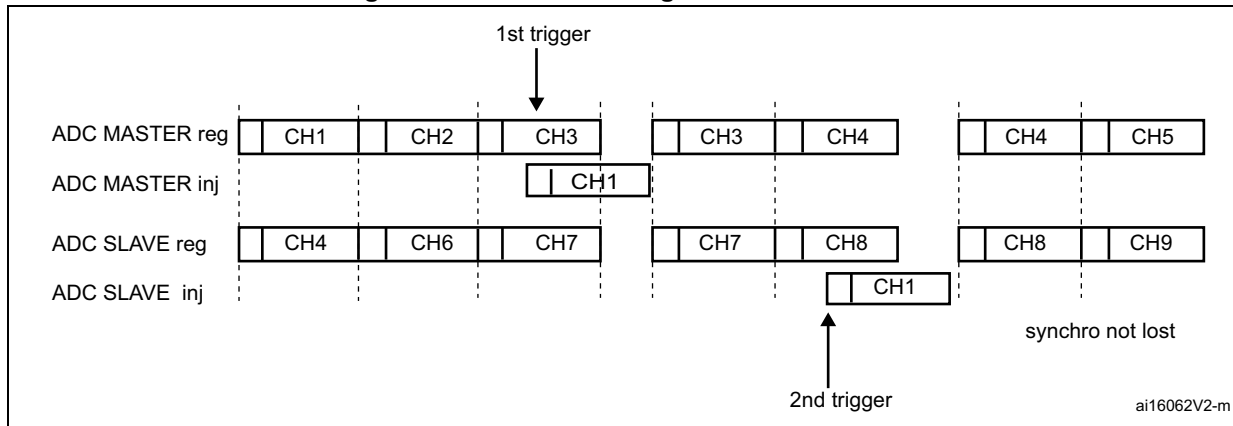 1st trigger
ADC MASTER reg CH1 CH2 CH3 CH3 CH4 CH4 CH5
ADC MASTER inj CH1
ADC SLAVE reg CH4 CH6 CH7 CH7 CH8 CH8 CH9
ADC SLAVE inj CH1
synchro not lost
2nd trigger
ai16062V2-m